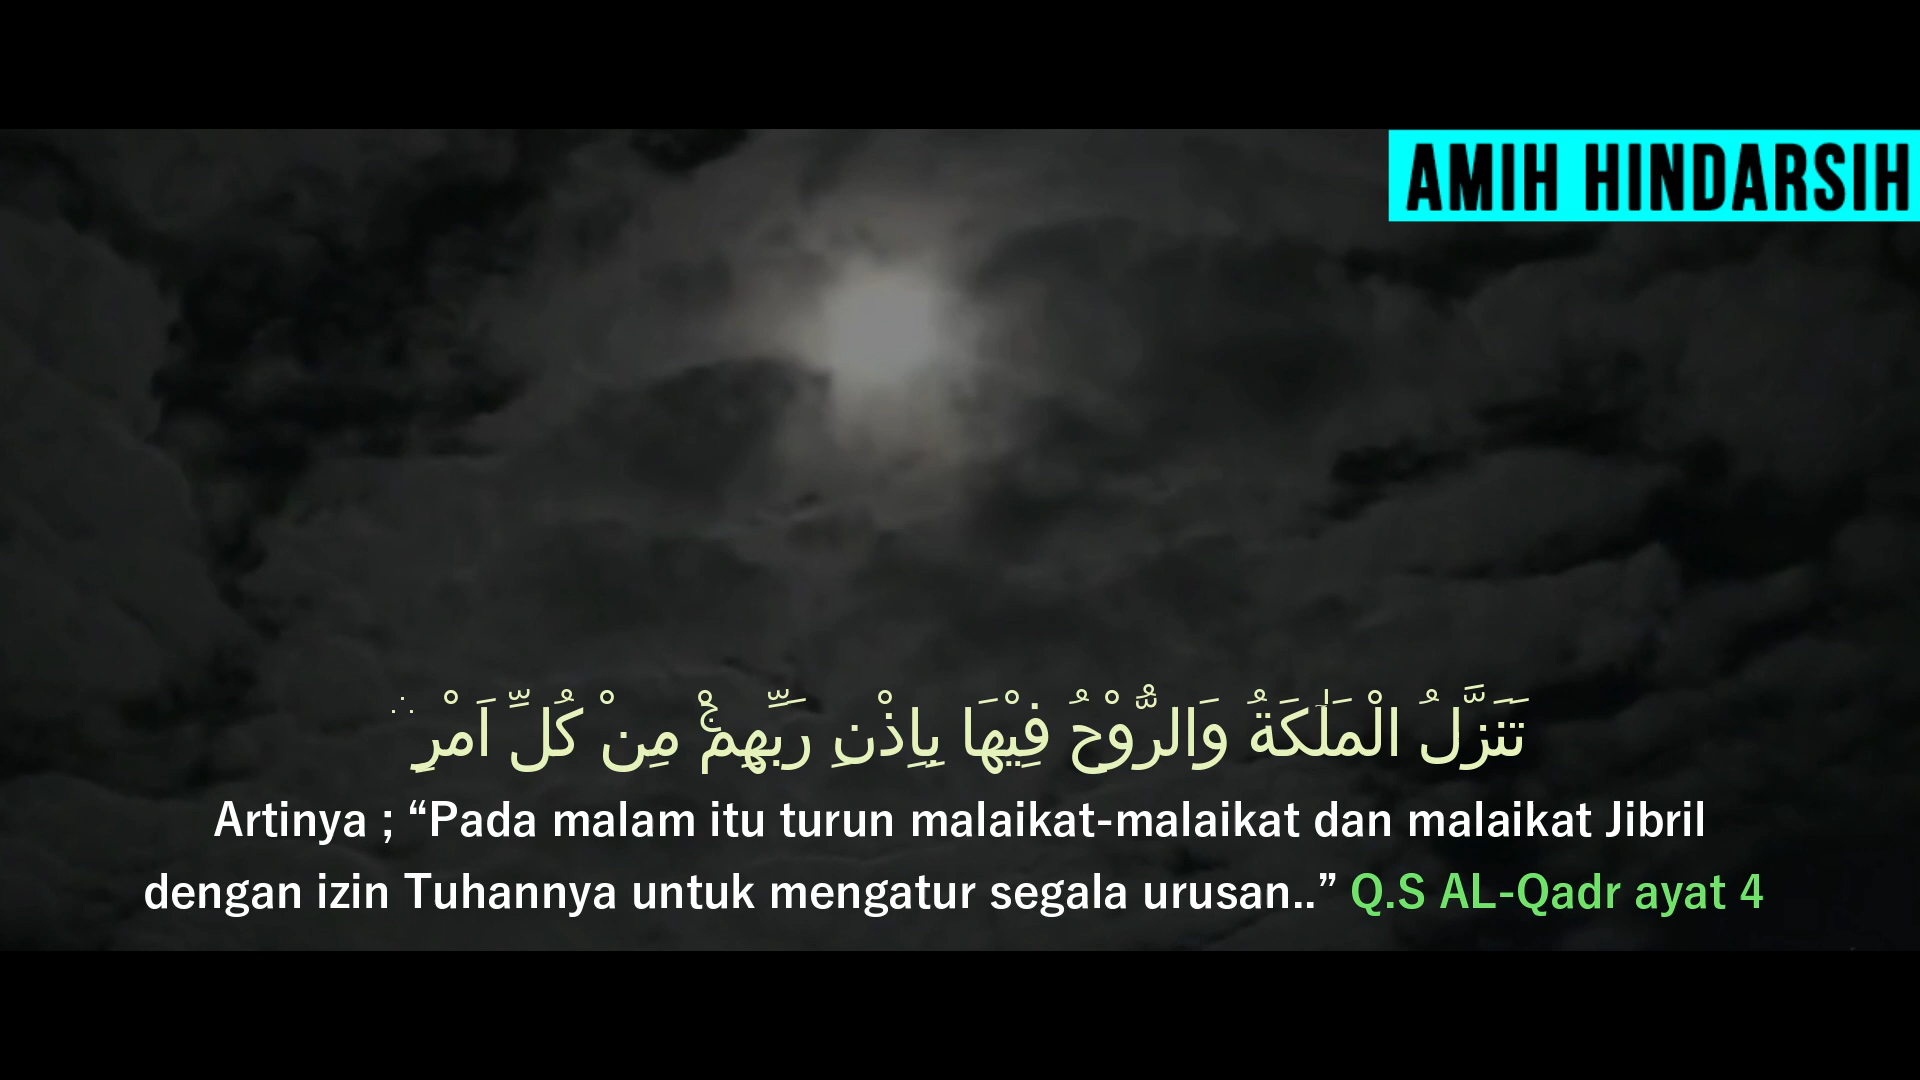 AMIH HINDARSIH
تَنَزَّلُ الْمَلٰۤىِٕكَةُ وَالرُّوْحُ فِيْهَا بِاِذْنِ رَبِّهِمْۚ مِنْ كُلِّ اَمْرٍۛ
Artinya ; “Pada malam itu turun malaikat-malaikat dan malaikat Jibril
dengan izin Tuhannya untuk mengatur segala urusan..” Q.S AL-Qadr ayat 4